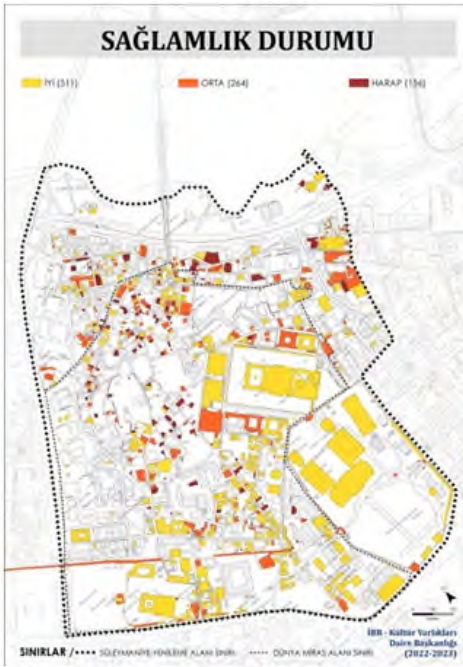 SAĞLAMLIK DURUMU
İYİ (511) ORTA (264) HARAP (156)
İBB - Kültür Varlıkları
Daire Başkanlığı
(2022-2023)
SINIRLAR / SÜLEYMANİYE YENİLEME ALANI SINIRI DÜNYA MİRAS ALANI SINIRI